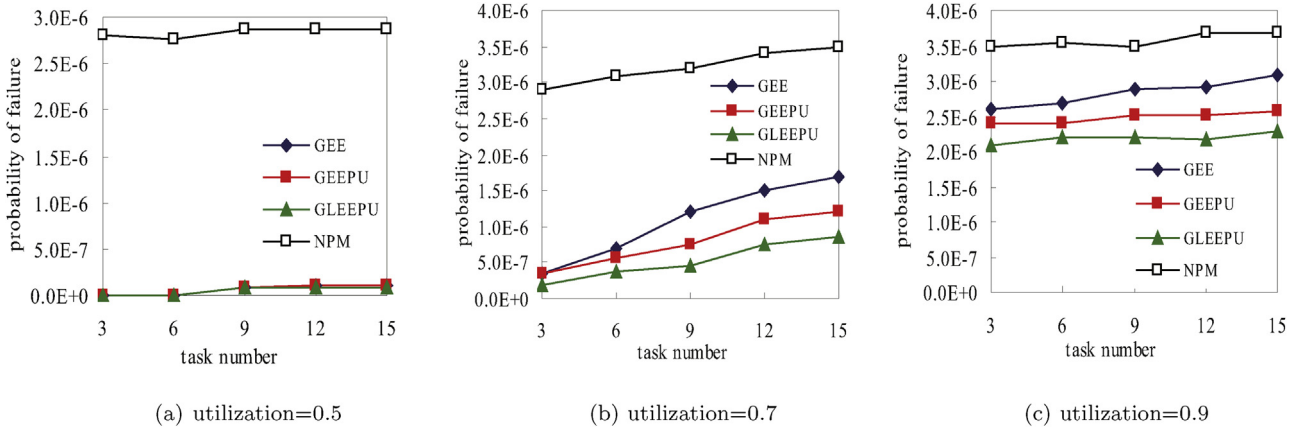 3.0E-6
2.5E-6
2.0E-6
1.5E-6
1.0E-6
5.0E-7
0.0E+0
probability of failure
GEE
GEEPU
GLEEPU
NPM
3 6 9 12 15
task number
(a) utilization=0.5
4.0E-6
3.5E-6
3.0E-6
2.5E-6
2.0E-6
1.5E-6
1.0E-6
5.0E-7
0.0E+0
probability of failure
GEE
GEEPU
GLEEPU
NPM
3 6 9 12 15
task number
(b) utilization=0.7
4.0E-6
3.5E-6
3.0E-6
2.5E-6
2.0E-6
1.5E-6
1.0E-6
5.0E-7
0.0E+0
probability of failure
GEE
GEEPU
GLEEPU
NPM
3 6 9 12 15
task number
(c) utilization=0.9